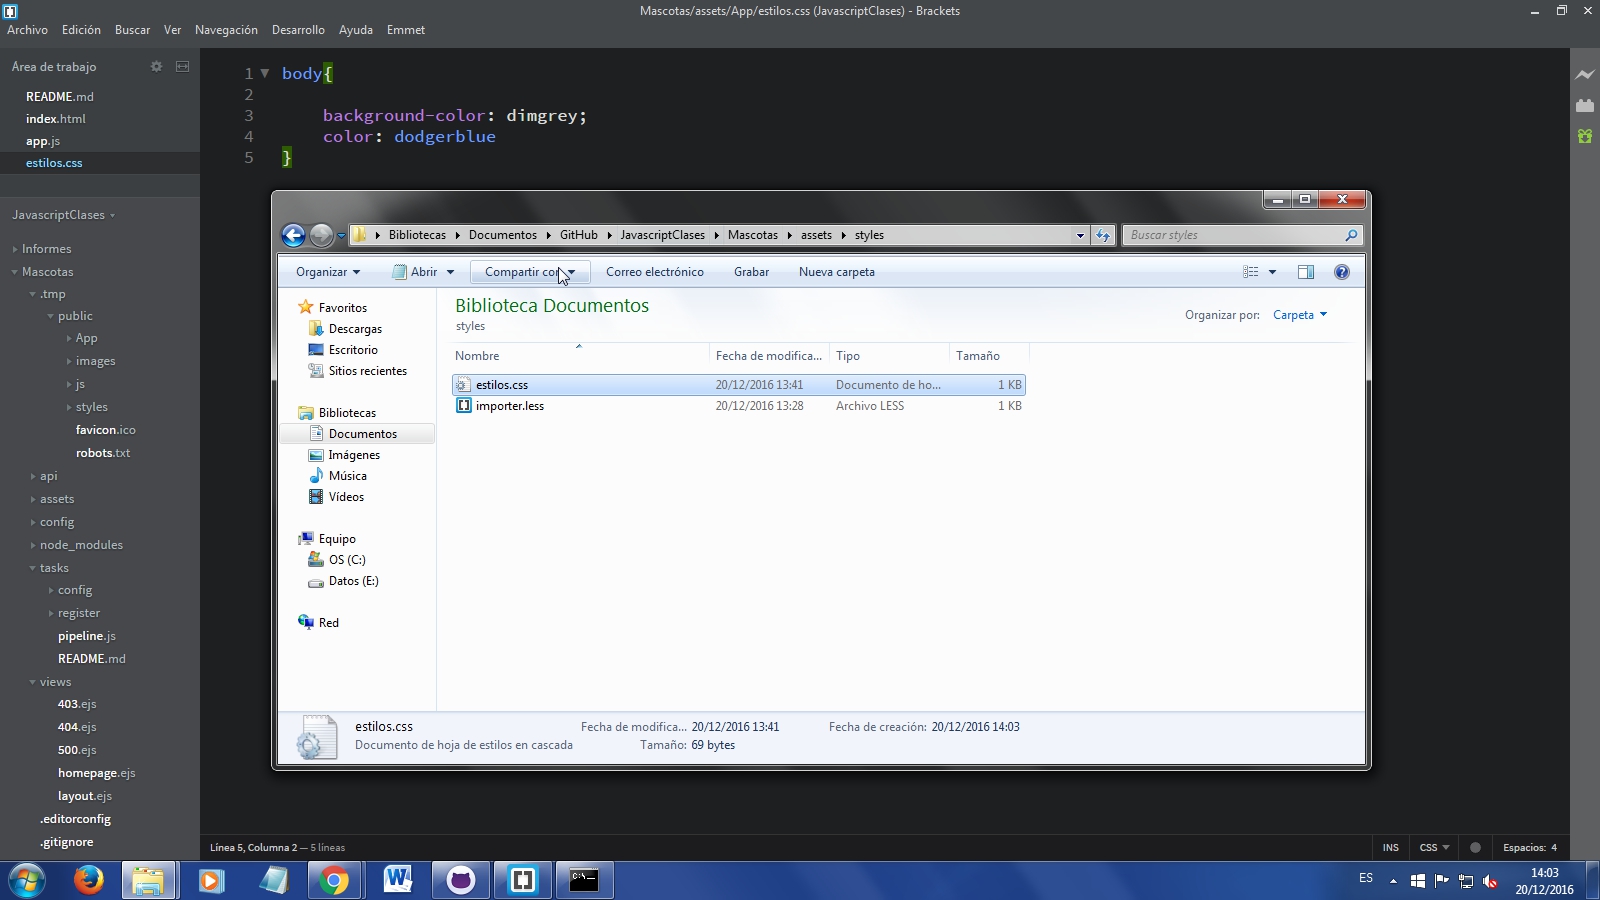 Mascotas/assets/App/estilos.css (JavascriptClases) - Brackets
Archivo Edición Buscar Ver Navegación Desarrollo Ayuda Emmet
Area de trabajo
README.md
index.html
app.js
estilos.css
JavascriptClases
Informes
Mascotas
.tmp
public
App
images
js
styles
favicon.ico
robots.txt
api
assets
config
node_modules
tasks
config
register
pipeline.js
README.md
views
403.ejs
404.ejs
500.ejs
homepage.ejs
layout.ejs
.editorconfig
.gitignore
1 body{
2
3 background-color: dimgrey;
4 color: dodgerblue
5 }
Bibliotecas Documentos GitHub JavascriptClases Mascotas assets styles
Buscar styles
Organizar Abrir Compartir con Correo electrónico Grabar Nueva carpeta
Favoritos
Descargas
Escritorio
Sitios recientes
Bibliotecas
Documentos
Imágenes
Música
Vídeos
Equipo
OS (C:)
Datos (E:)
Red
Biblioteca Documentos
styles
Organizar por: Carpeta
Nombre Fecha de modifica... Tipo Tamaño
estilos.css 20/12/2016 13:41 Documento de ho... 1 KB
importer.less 20/12/2016 13:28 Archivo LESS 1 KB
estilos.css Fecha de modifica... 20/12/2016 13:41 Fecha de creación: 20/12/2016 14:03
Documento de hoja de estilos en cascada Tamaño: 69 bytes
Línea 5, Columna 2 — 5 líneas
INS CSS Espacios: 4
ES
14:03
20/12/2016